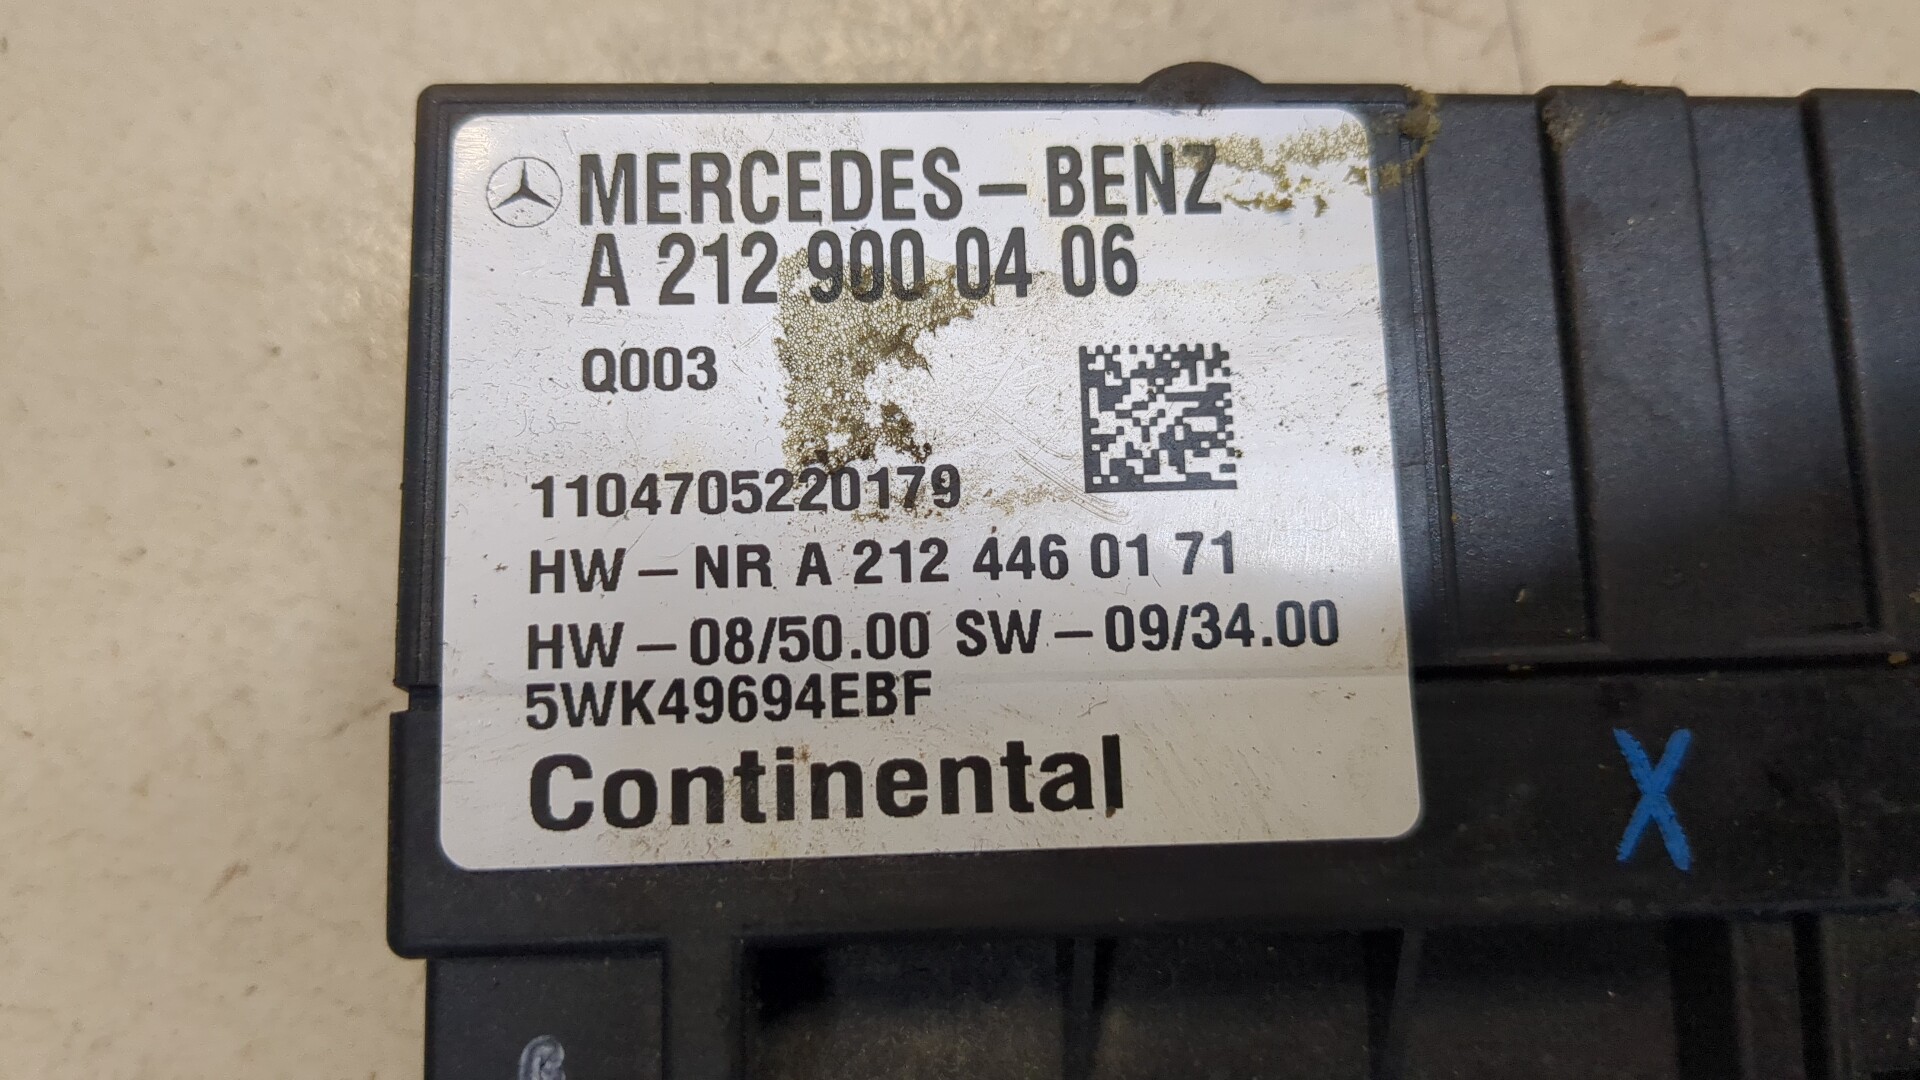 MERCEDES-BENZ
A 212 900 04 06
Q003
1104705220179
HW-NR A 212 446 01 71
HW-08/50.00 SW-09/34.00
5WK49694EBF
Continental
X